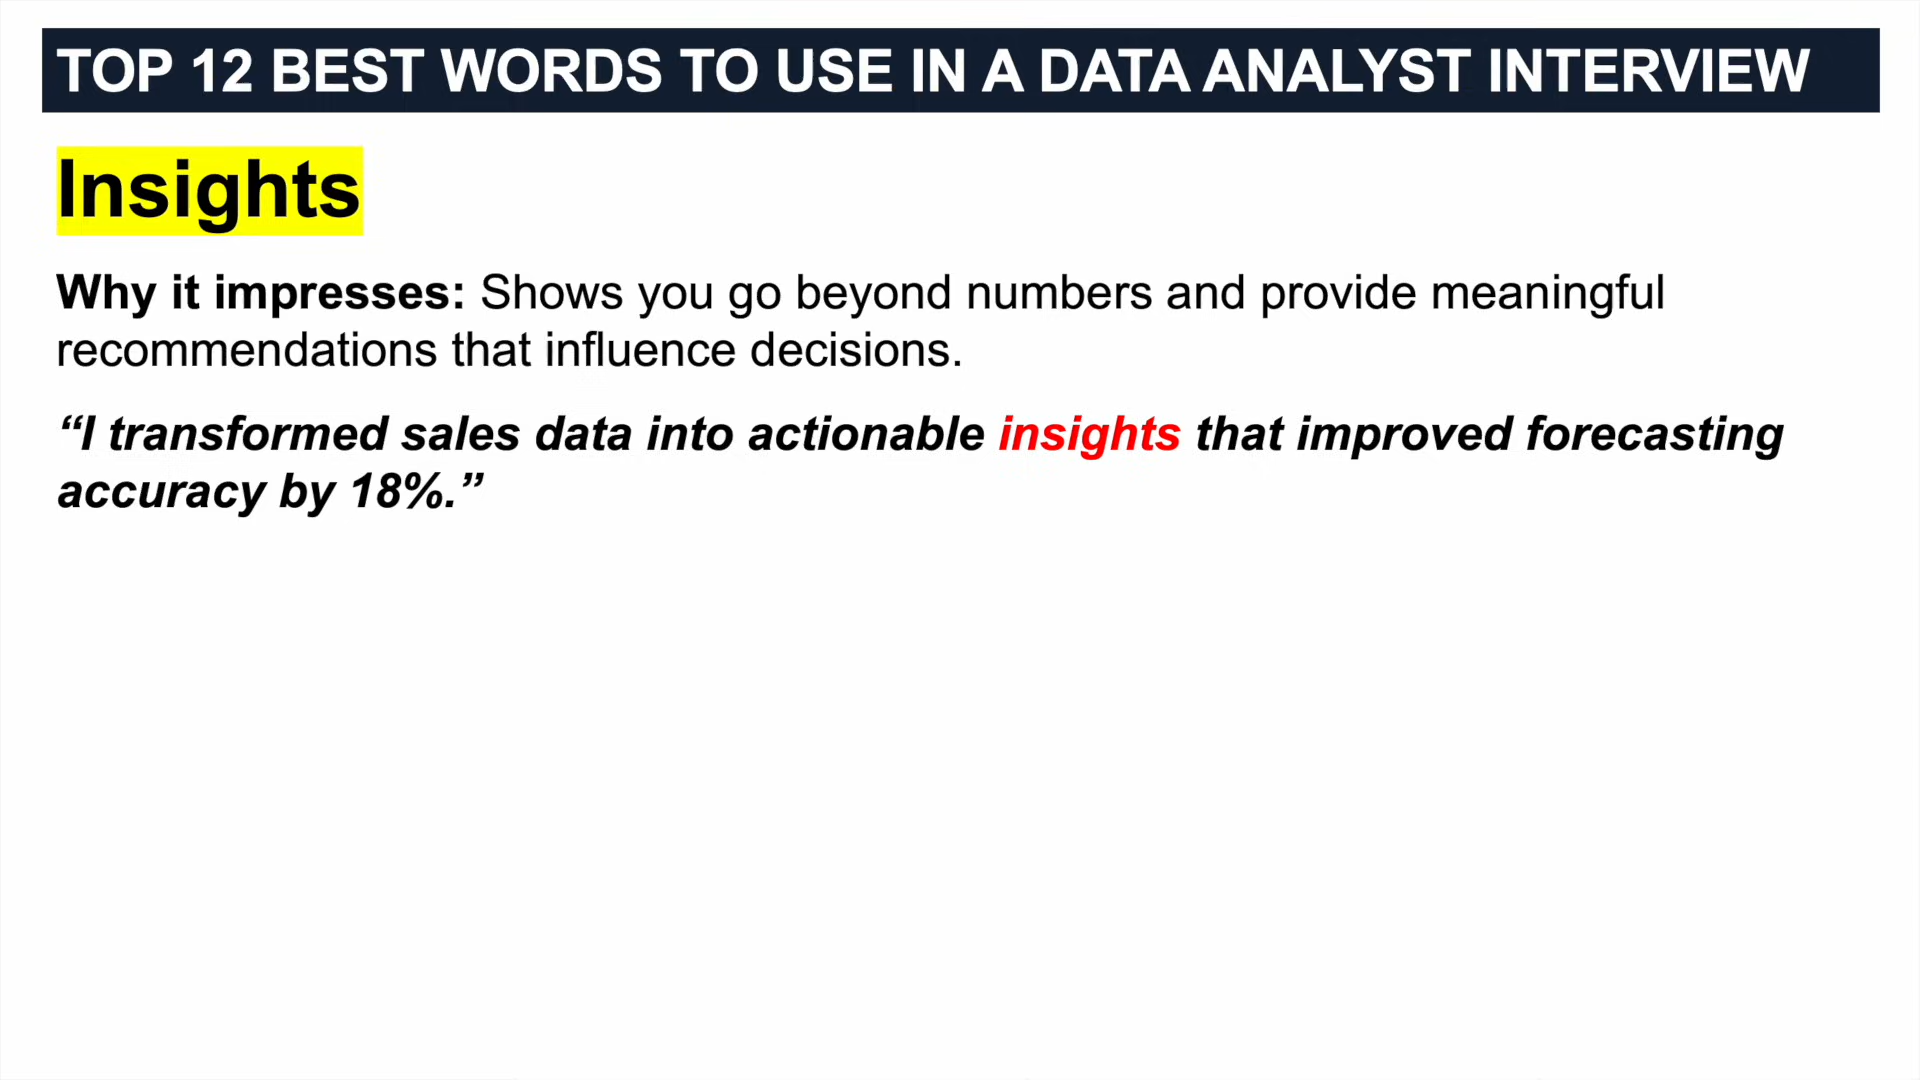 TOP 12 BEST WORDS TO USE IN A DATA ANALYST INTERVIEW
Insights
Why it impresses: Shows you go beyond numbers and provide meaningful
recommendations that influence decisions.
“I transformed sales data into actionable insights that improved forecasting
accuracy by 18%.”